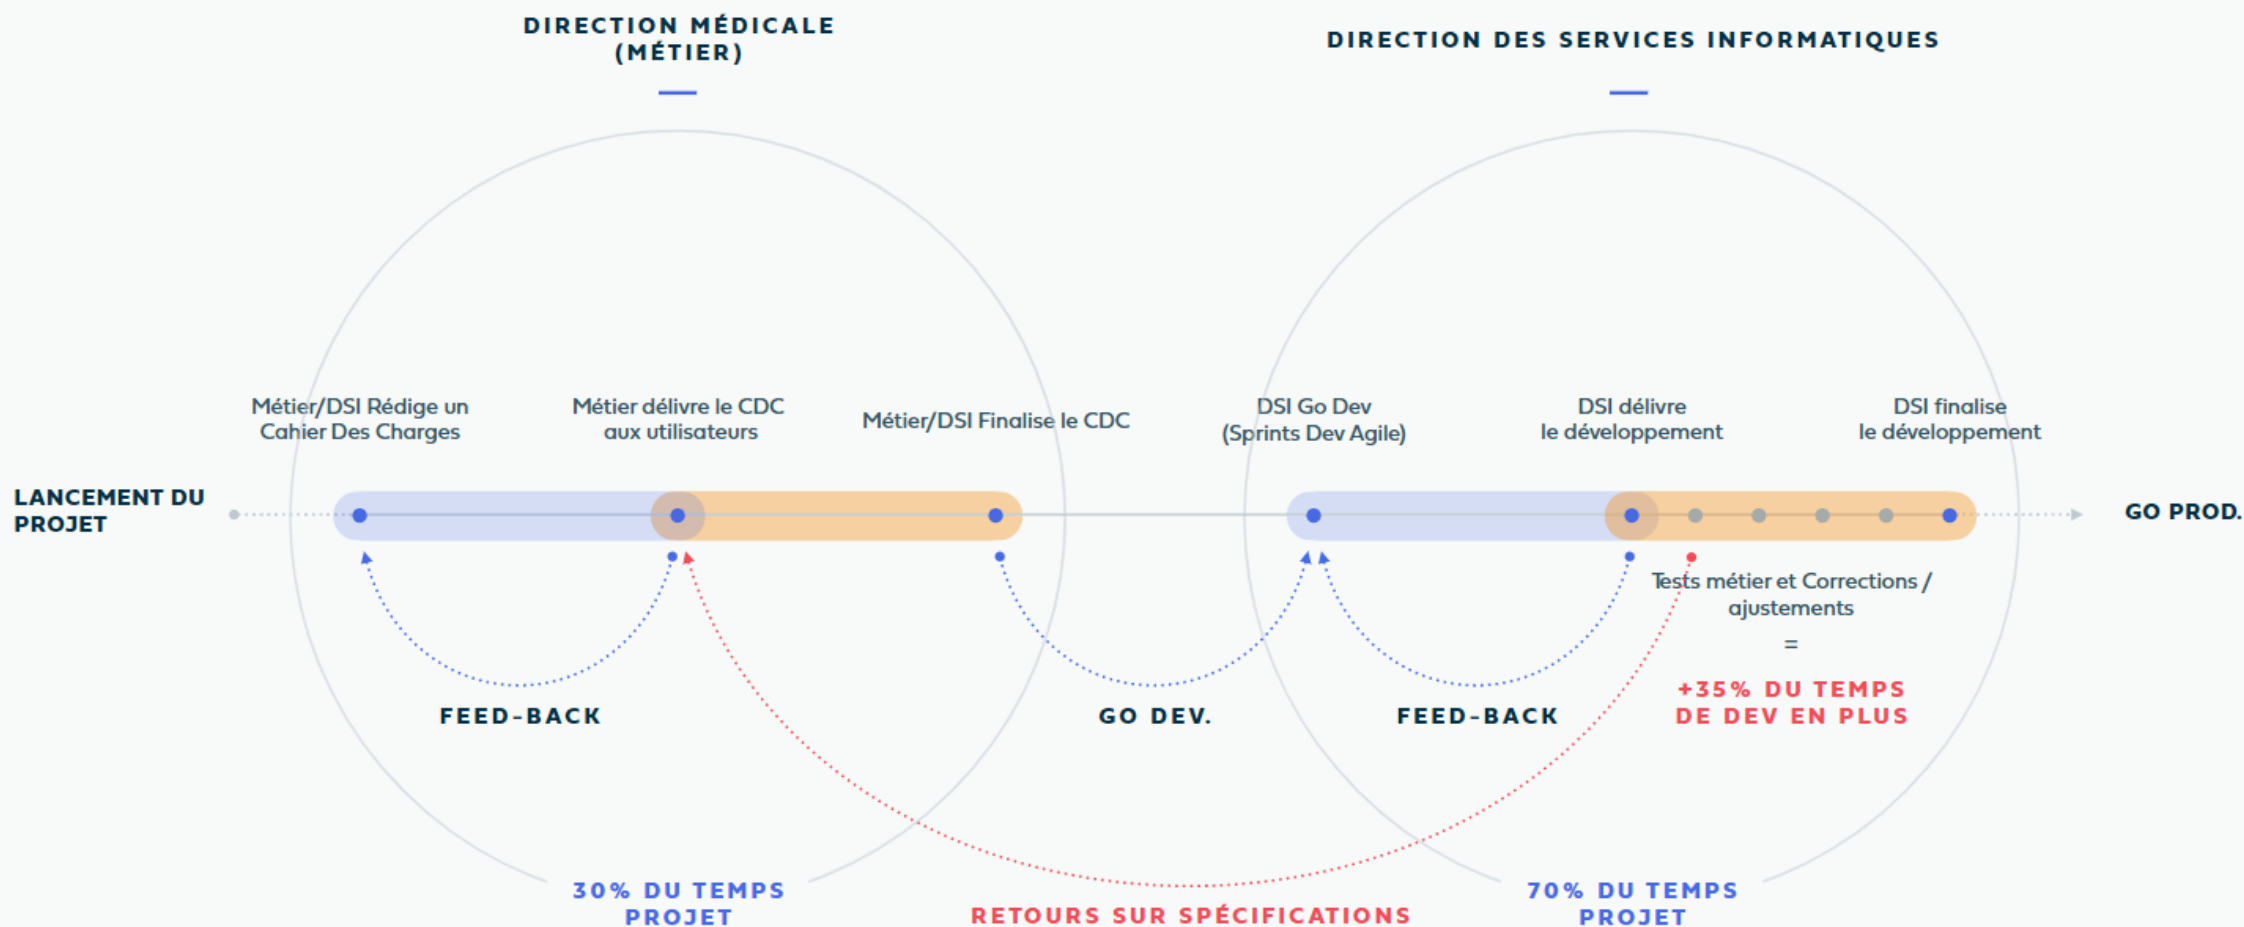 DIRECTION MÉDICALE
(MÉTIER)
DIRECTION DES SERVICES INFORMATIQUES
Métier/DSI Rédige un
Cahier Des Charges
Métier délivre le CDC
aux utilisateurs
Métier/DSI Finalise le CDC
DSI Go Dev
(Sprints Dev Agile)
DSI délivre
le développement
DSI finalise
le développement
LANCEMENT DU
PROJET
GO PROD.
Tests métier et Corrections /
ajustements
=
+35% DU TEMPS
DE DEV EN PLUS
FEED-BACK
GO DEV.
FEED-BACK
30% DU TEMPS
PROJET
RETOURS SUR SPÉCIFICATIONS
70% DU TEMPS
PROJET